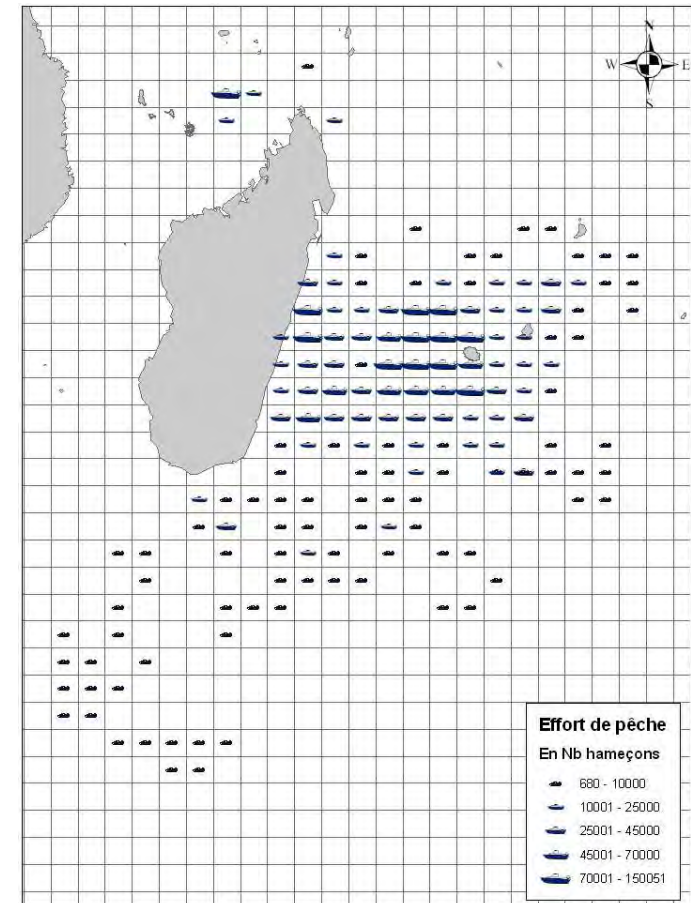 N
W E
S
Effort de pêche
En Nb hameçons
680 - 10000
10001 - 25000
25001 - 45000
45001 - 70000
70001 - 150051